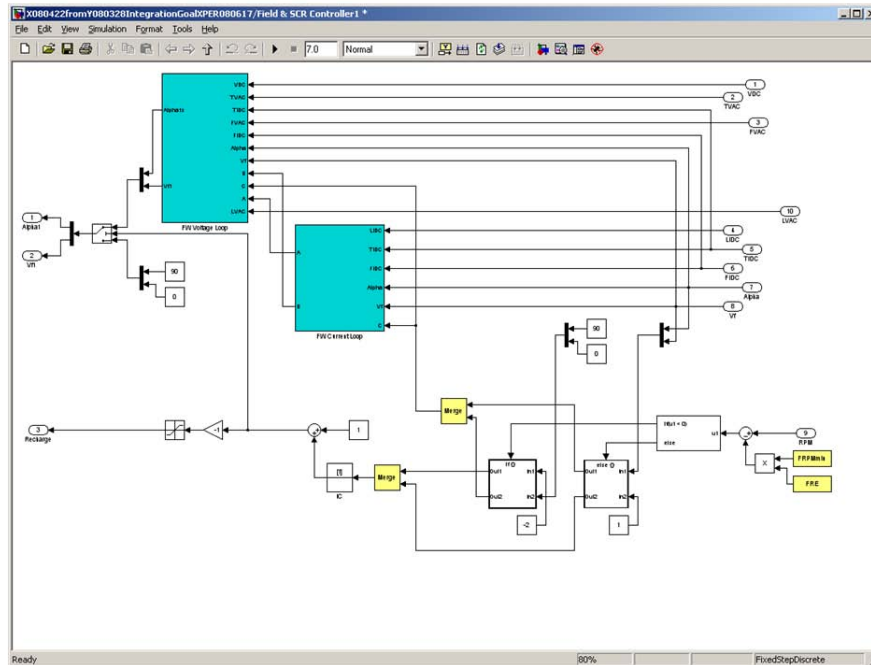 X080422fromY080328IntegrationGoalXPER080617/Field & SCR Controller1 *
File Edit View Simulation Format Tools Help
7.0 Normal
VDC
TVAC
TIDC
FVAC
FIDC
Alpha
Vf
B
C
A
LVAC
Vf1
FW Voltage Loop
1
VDC
2
TVAC
3
FVAC
10
LVAC
1
Alpha1
2
Vf1
90
0
LIDC
TIDC
FIDC
Alpha
Vf
C
A
B
FW Current Loop
4
LIDC
5
TIDC
6
FIDC
7
Alpha
8
Vf
90
0
Merge
3
Recharge
-1
1
[1]
IC
Merge
if {}
Out1 In1
Out2 In2
-2
else {}
Out1 In1
Out2 In2
1
else
u1
9
RPM
X
FRPMmin
FRE
Ready 80% FixedStepDiscrete